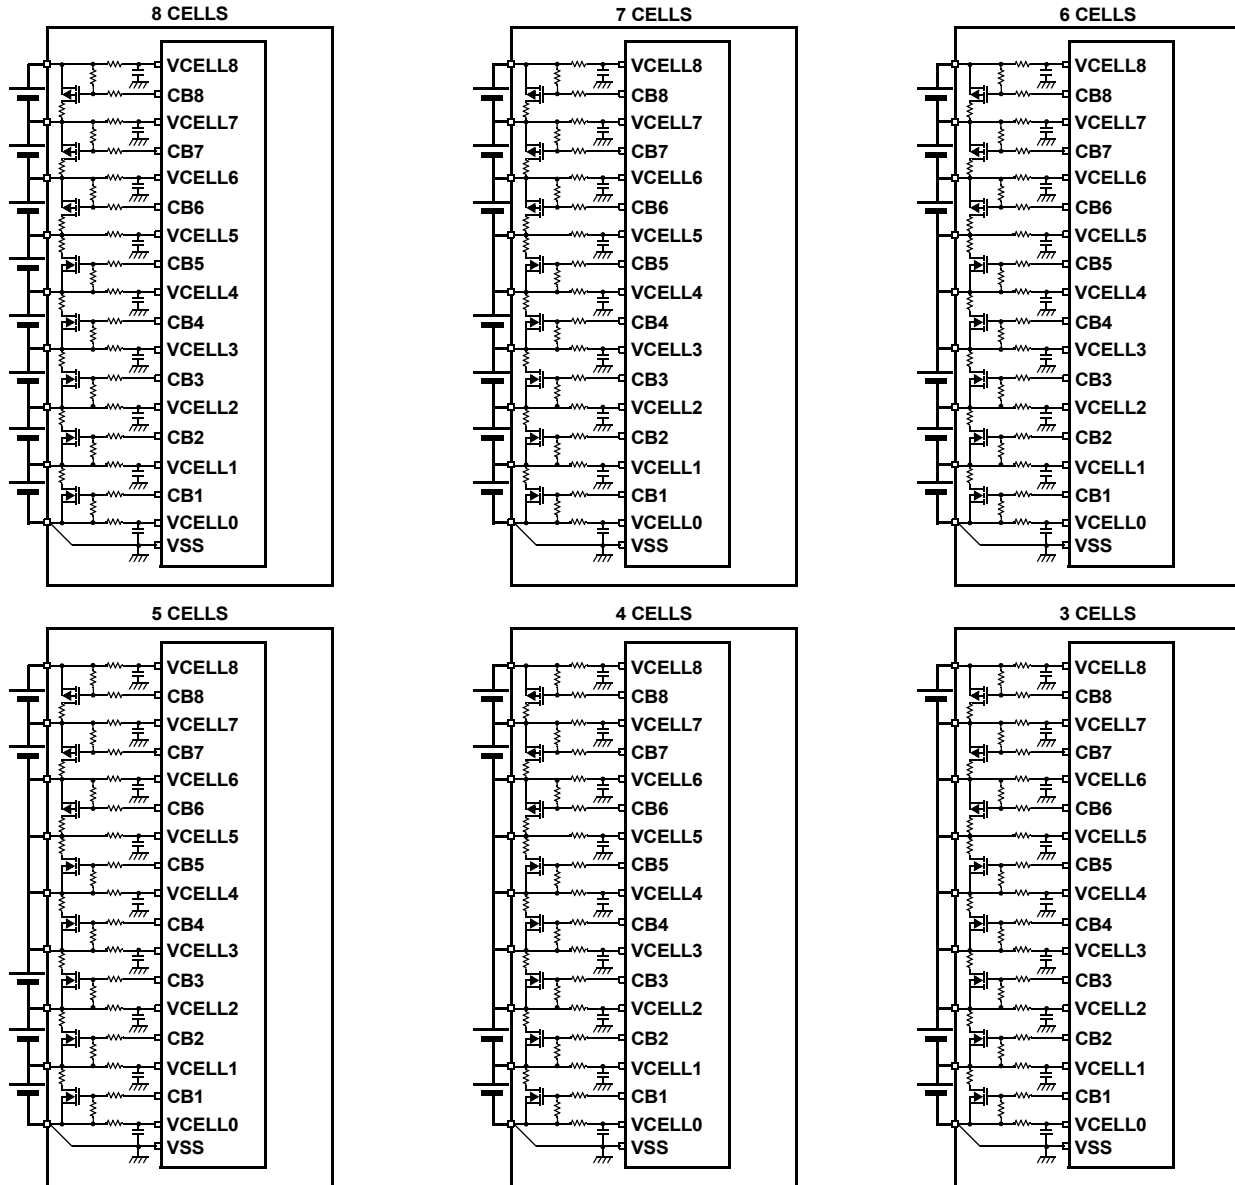 8 CELLS
VCELL8
CB8
VCELL7
CB7
VCELL6
CB6
VCELL5
CB5
VCELL4
CB4
VCELL3
CB3
VCELL2
CB2
VCELL1
CB1
VCELL0
VSS
7 CELLS
VCELL8
CB8
VCELL7
CB7
VCELL6
CB6
VCELL5
CB5
VCELL4
CB4
VCELL3
CB3
VCELL2
CB2
VCELL1
CB1
VCELL0
VSS
6 CELLS
VCELL8
CB8
VCELL7
CB7
VCELL6
CB6
VCELL5
CB5
VCELL4
CB4
VCELL3
CB3
VCELL2
CB2
VCELL1
CB1
VCELL0
VSS
5 CELLS
VCELL8
CB8
VCELL7
CB7
VCELL6
CB6
VCELL5
CB5
VCELL4
CB4
VCELL3
CB3
VCELL2
CB2
VCELL1
CB1
VCELL0
VSS
4 CELLS
VCELL8
CB8
VCELL7
CB7
VCELL6
CB6
VCELL5
CB5
VCELL4
CB4
VCELL3
CB3
VCELL2
CB2
VCELL1
CB1
VCELL0
VSS
3 CELLS
VCELL8
CB8
VCELL7
CB7
VCELL6
CB6
VCELL5
CB5
VCELL4
CB4
VCELL3
CB3
VCELL2
CB2
VCELL1
CB1
VCELL0
VSS